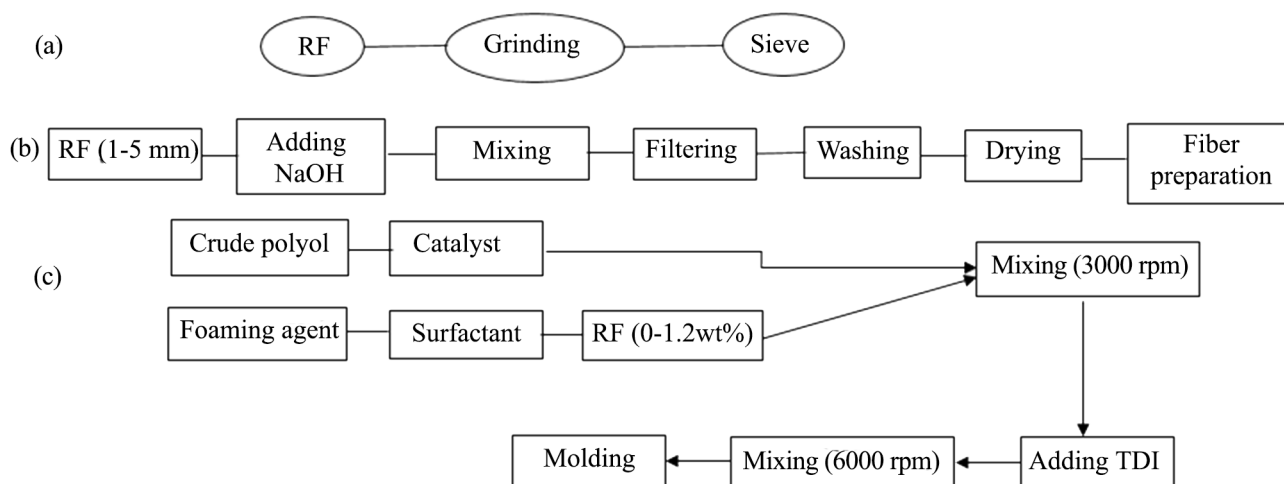 (a)
RF
Grinding
Sieve
(b)
RF (1-5 mm)
Adding
NaOH
Mixing
Filtering
Washing
Drying
Fiber
preparation
(c)
Crude polyol
Catalyst
Mixing (3000 rpm)
Foaming agent
Surfactant
RF (0-1.2wt%)
Molding
Mixing (6000 rpm)
Adding TDI